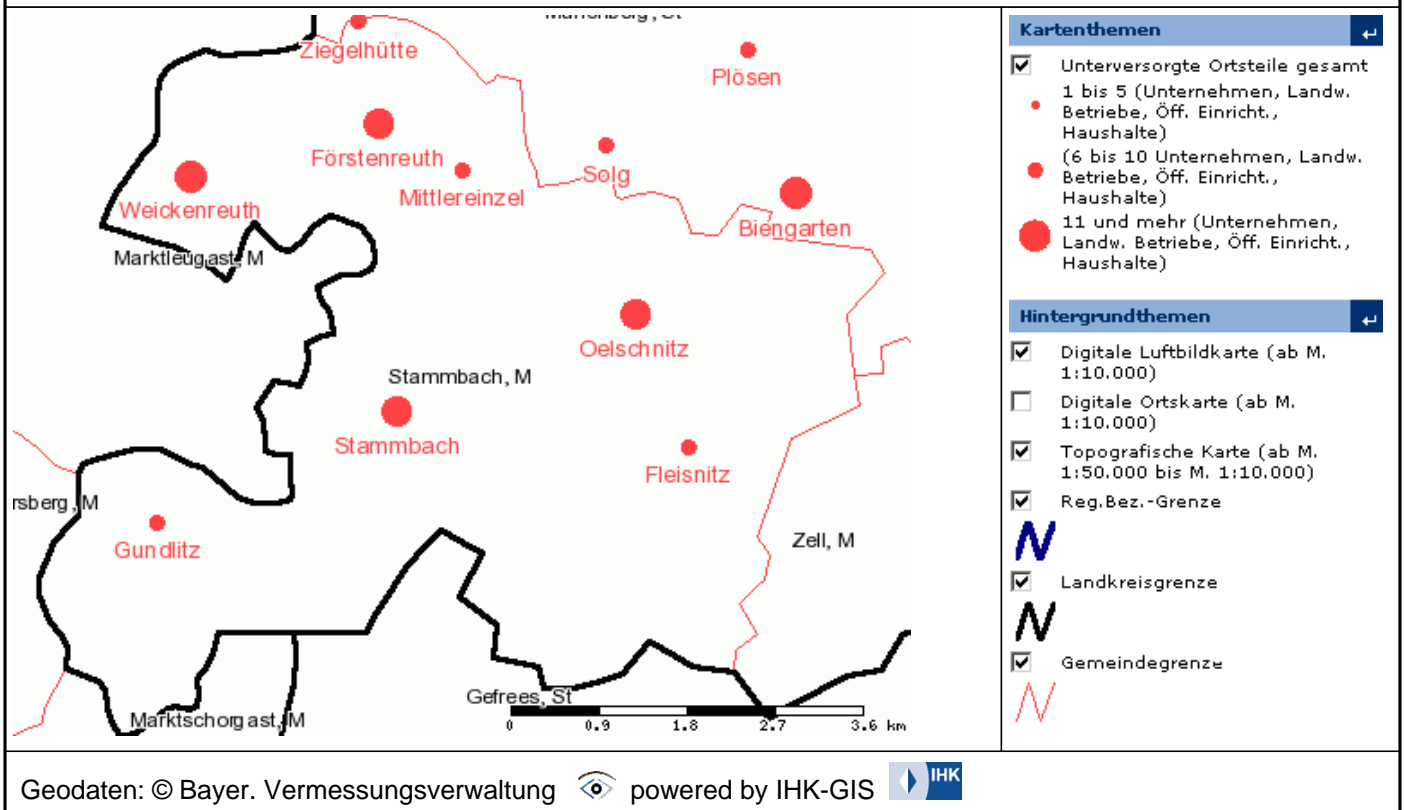 Marienberg, St
Ziegelhütte
Plösen
Förstenreuth
Solg
Mittlereinzel
Weickenreuth
Biengarten
Marktleugast, M
Oelschnitz
Stammbach, M
Stammbach
Fleisnitz
rsberg, M
Gundlitz
Zell, M
Gefrees, St
Marktschorgast, M
0 0.9 1.8 2.7 3.6 km
Kartenthemen
Unterversorgte Ortsteile gesamt
1 bis 5 (Unternehmen, Landw.
Betriebe, Öff. Einricht.,
Haushalte)
(6 bis 10 Unternehmen, Landw.
Betriebe, Öff. Einricht.,
Haushalte)
11 und mehr (Unternehmen,
Landw. Betriebe, Öff. Einricht.,
Haushalte)
Hintergrundthemen
Digitale Luftbildkarte (ab M.
1:10.000)
Digitale Ortskarte (ab M.
1:10.000)
Topografische Karte (ab M.
1:50.000 bis M. 1:10.000)
Reg.Bez.-Grenze
Landkreisgrenze
Gemeindegrenze
Geodaten: © Bayer. Vermessungsverwaltung powered by IHK-GIS IHK